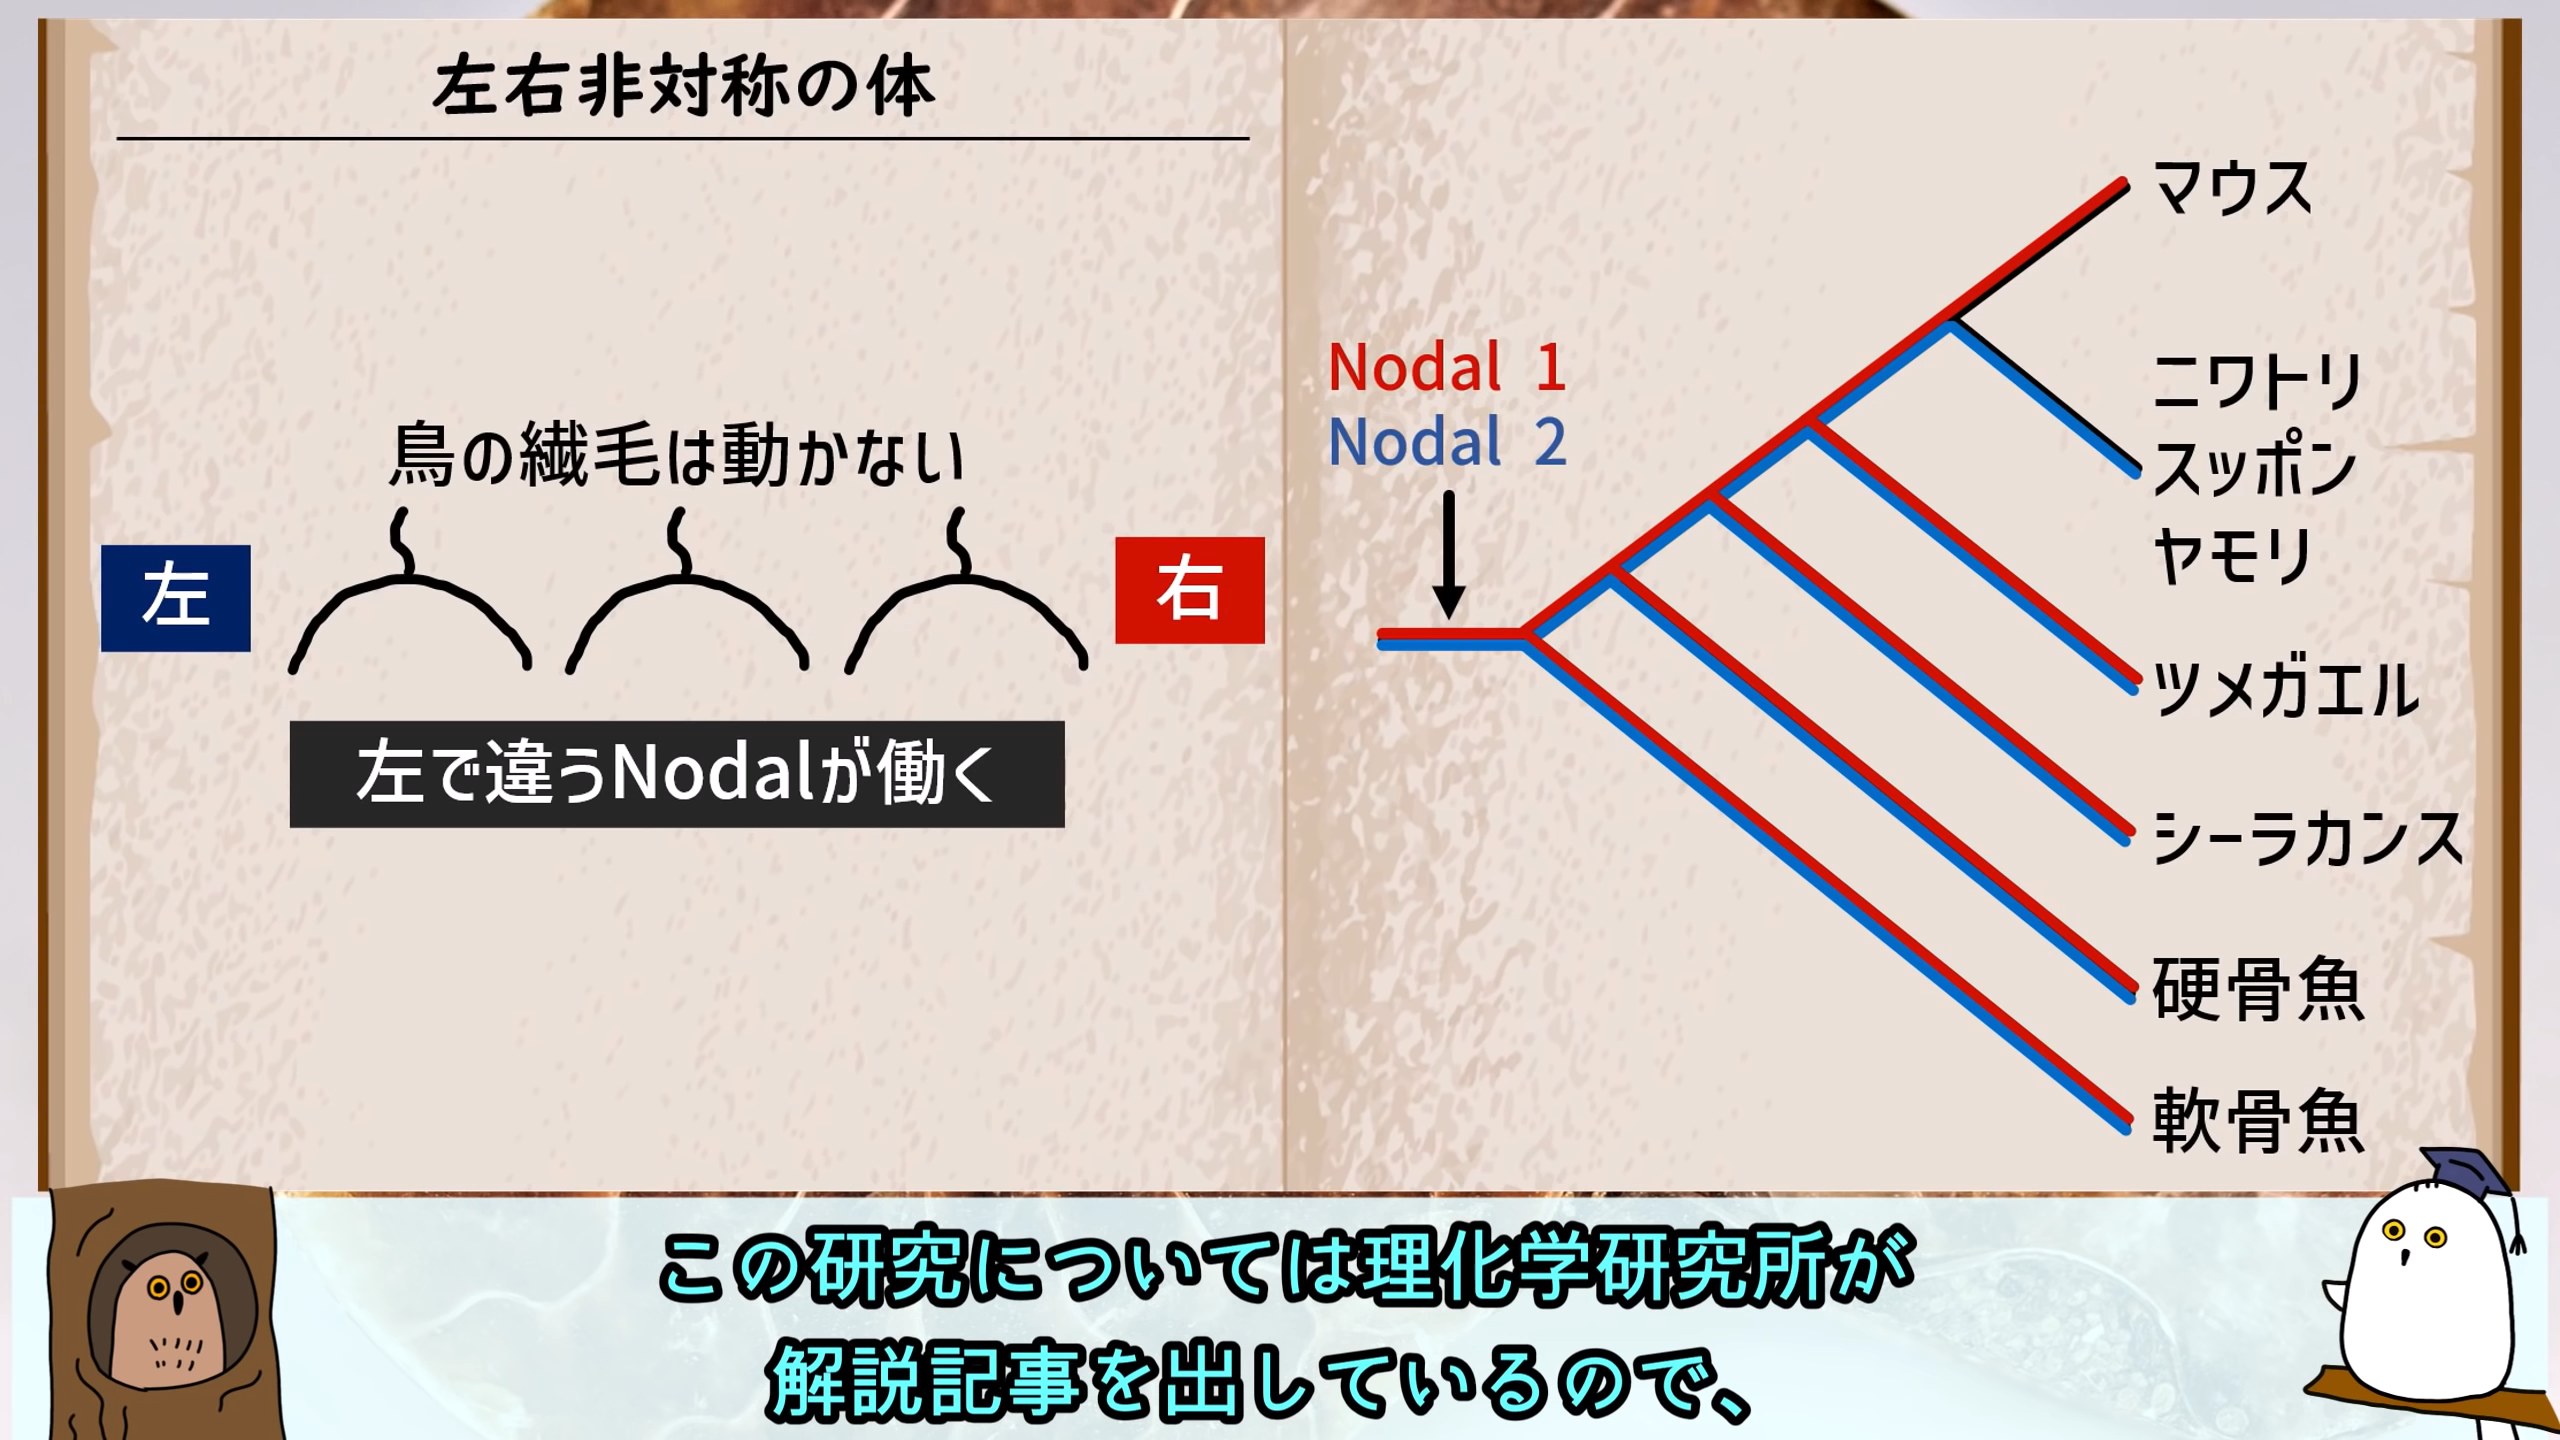 左右非対称の体
鳥の繊毛は動かない
左
右
左で違うNodalが働く
Nodal 1
Nodal 2
マウス
ニワトリ
スッポン
ヤモリ
ツメガエル
シーラカンス
硬骨魚
軟骨魚
この研究については理化学研究所が
解説記事を出しているので、